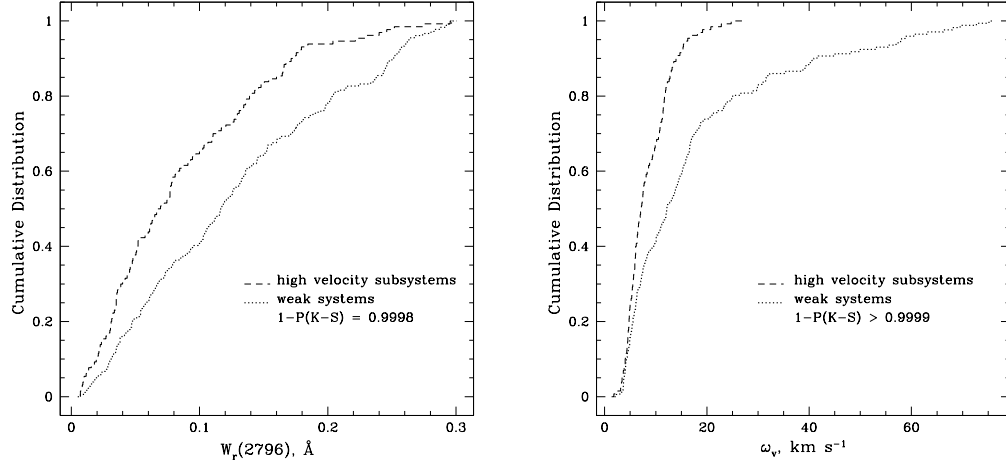 1
0.8
0.6
0.4
0.2
0
Cumulative Distribution
high velocity subsystems
weak systems
1-P(K-S) = 0.9998
0
0.1
0.2
0.3
W_r(2796), Å
1
0.8
0.6
0.4
0.2
0
Cumulative Distribution
high velocity subsystems
weak systems
1-P(K-S) > 0.9999
0
20
40
60
ω_v, km s⁻¹